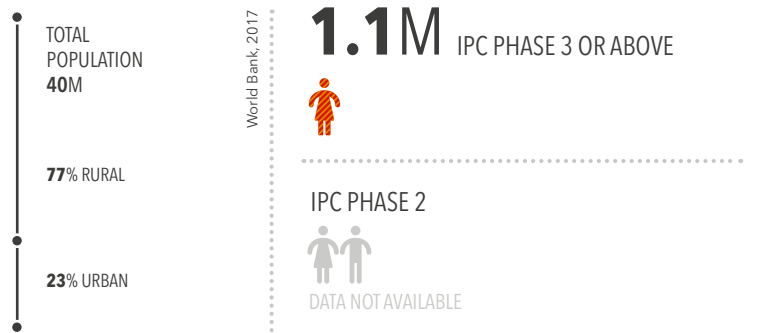 TOTAL
POPULATION
40M
77% RURAL
23% URBAN
World Bank, 2017
1.1M IPC PHASE 3 OR ABOVE
IPC PHASE 2
DATA NOT AVAILABLE